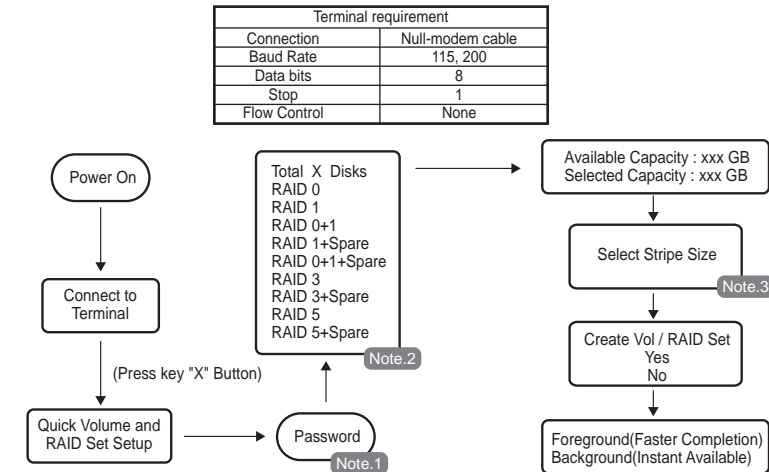 Terminal requirement
Connection Null-modem cable
Baud Rate 115, 200
Data bits 8
Stop 1
Flow Control None
Power On
Connect to
Terminal
(Press key "X" Button)
Quick Volume and
RAID Set Setup
Password
Note.1
Total X Disks
RAID 0
RAID 1
RAID 0+1
RAID 1+Spare
RAID 0+1+Spare
RAID 3
RAID 3+Spare
RAID 5
RAID 5+Spare
Note.2
Available Capacity : xxx GB
Selected Capacity : xxx GB
Select Stripe Size
Note.3
Create Vol / RAID Set
Yes
No
Foreground(Faster Completion)
Background(Instant Available)